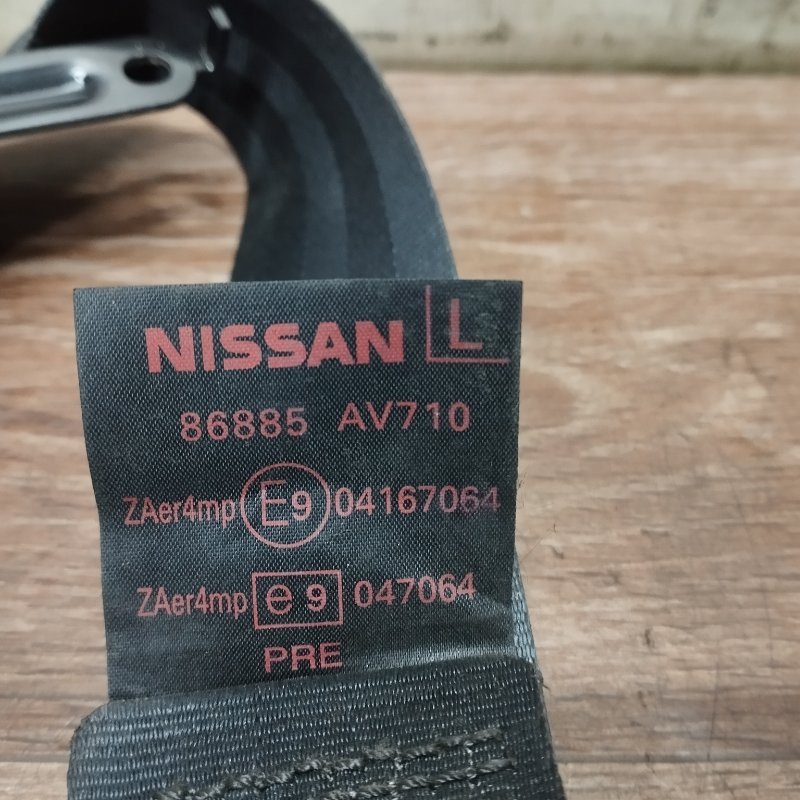 NISSAN L
86885 AV710
ZAer4mp E9 04167064
ZAer4mp e9 047064
PRE